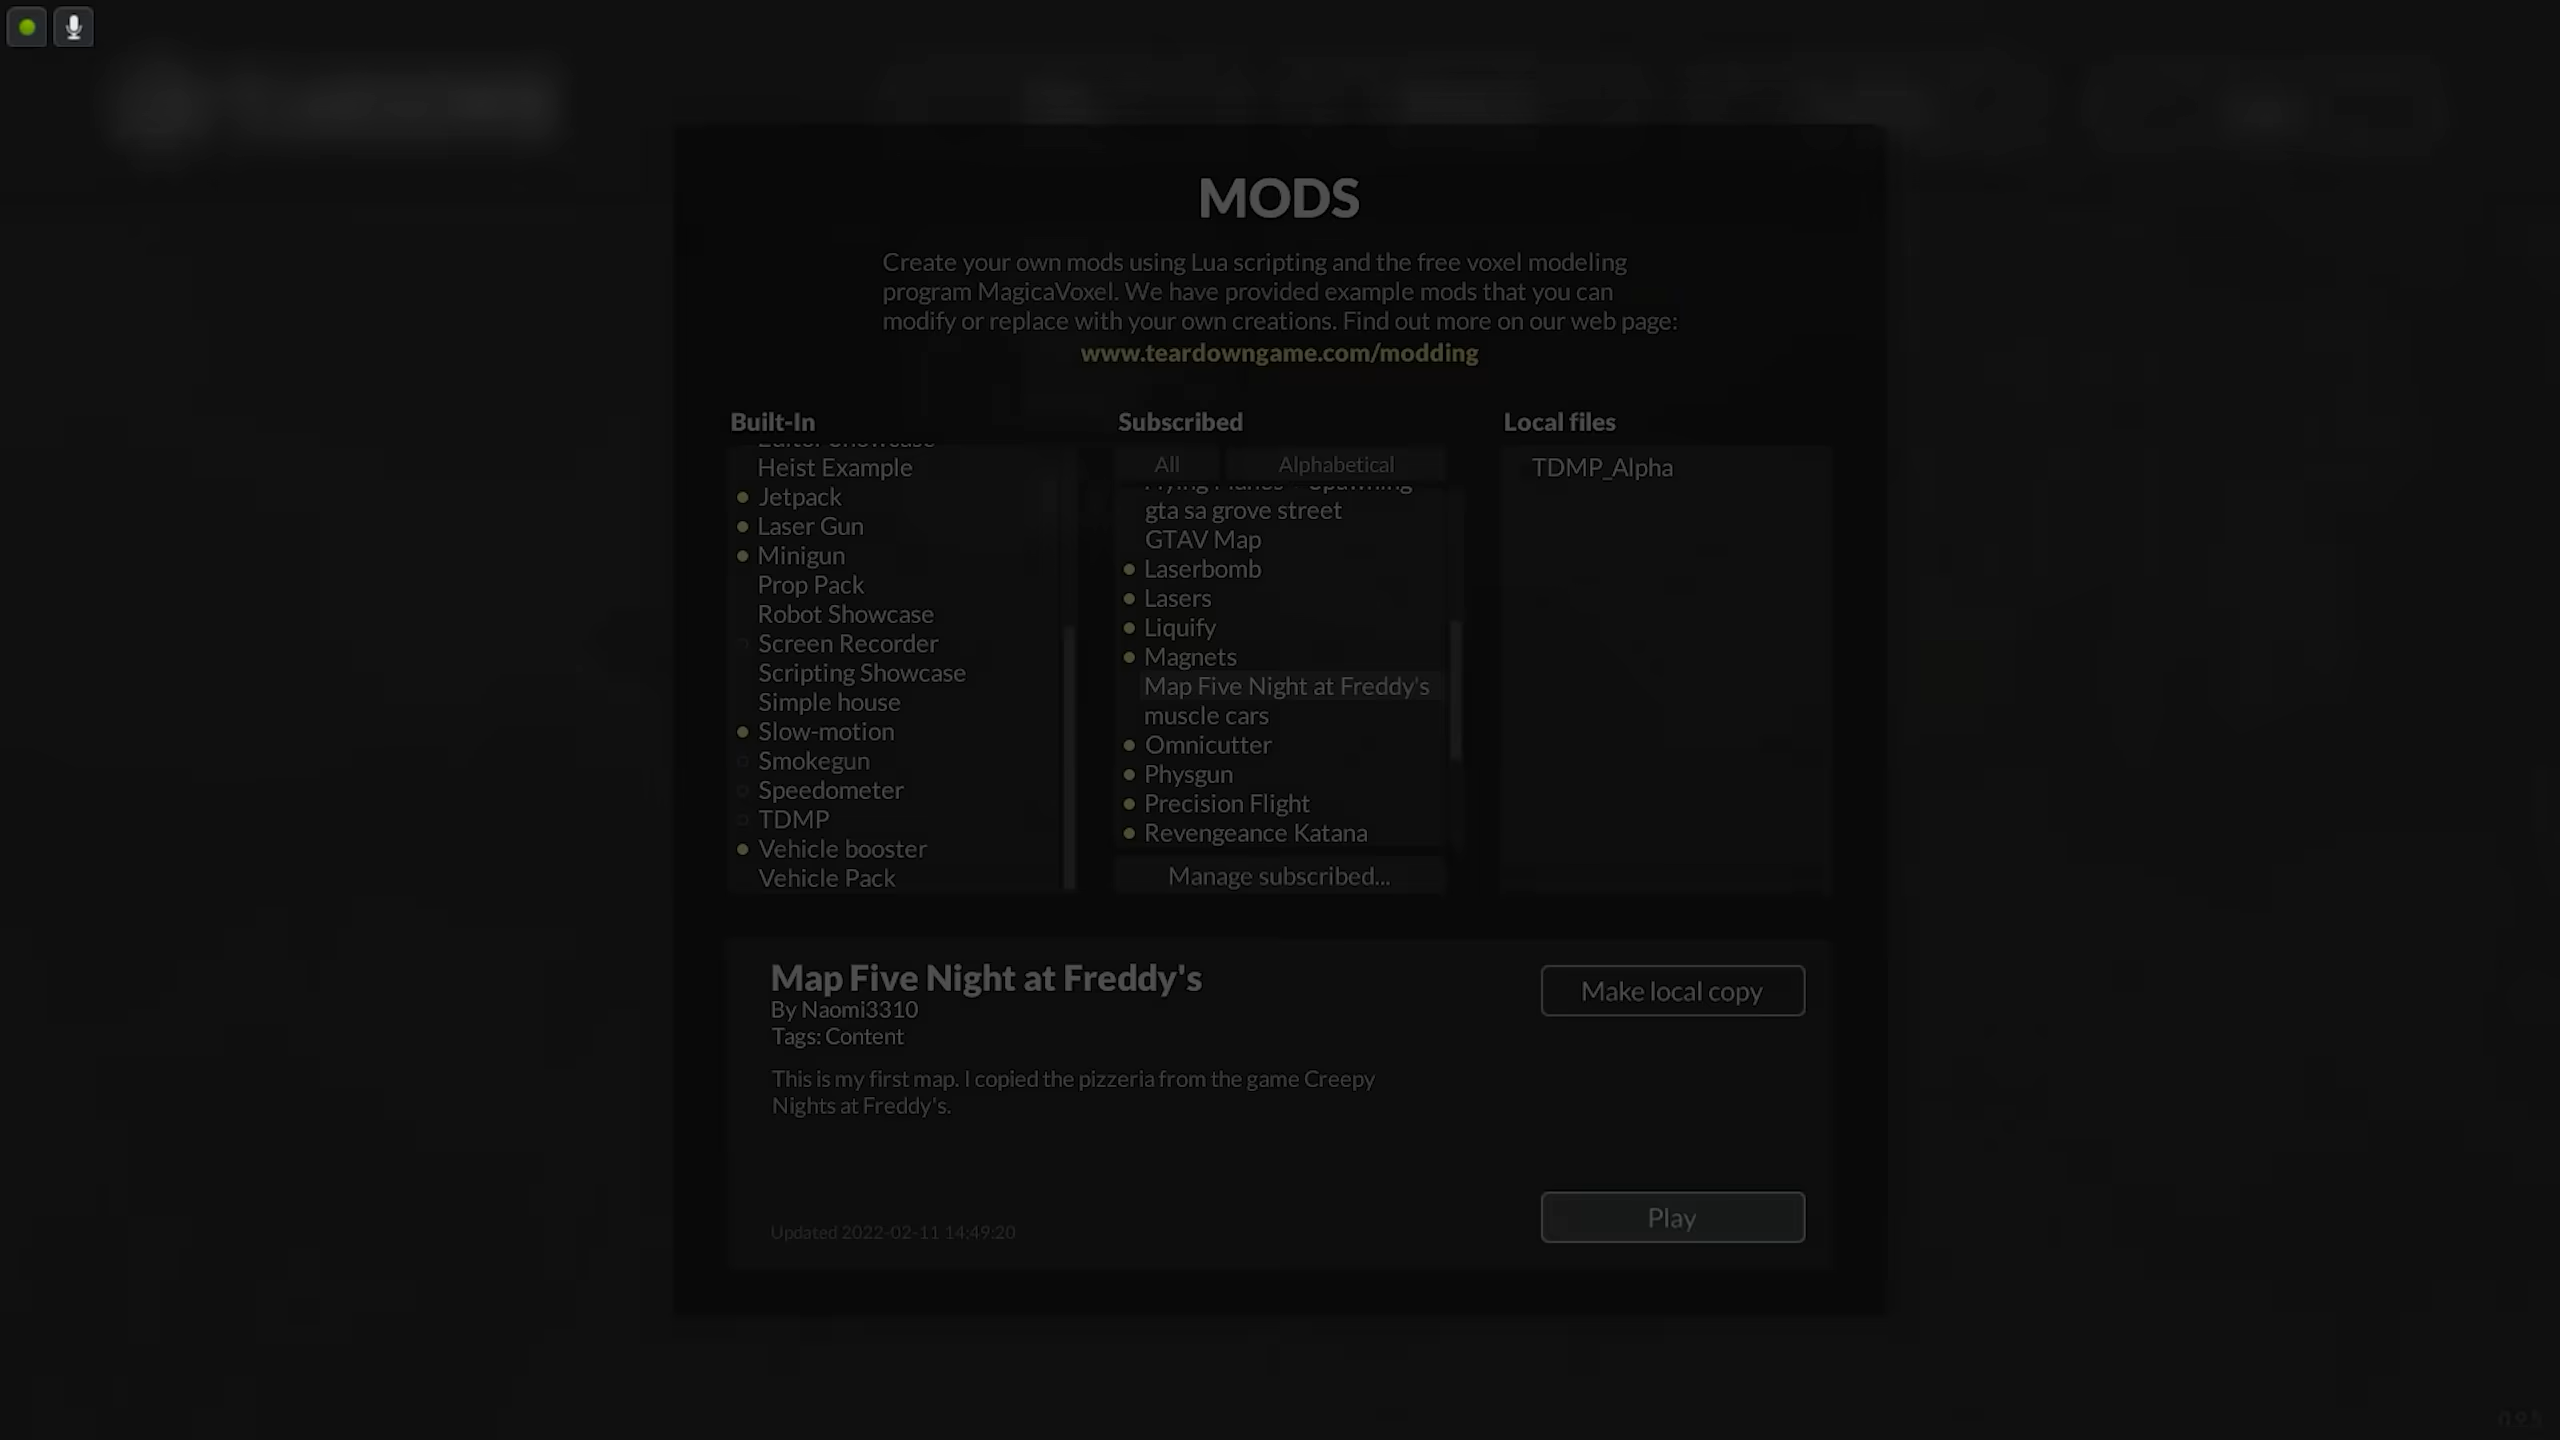 MODS
Create your own mods using Lua scripting and the free voxel modeling
program MagicaVoxel. We have provided example mods that you can
modify or replace with your own creations. Find out more on our web page:
www.teardowngame.com/modding
Built-In
Heist Example
Jetpack
Laser Gun
Minigun
Prop Pack
Robot Showcase
Screen Recorder
Scripting Showcase
Simple house
Slow-motion
Smokegun
Speedometer
TDMP
Vehicle booster
Vehicle Pack
Subscribed
All Alphabetical
gta sa grove street
GTAV Map
Laserbomb
Lasers
Liquify
Magnets
Map Five Night at Freddy's
muscle cars
Omnicutter
Physgun
Precision Flight
Revengeance Katana
Manage subscribed...
Local files
TDMP_Alpha
Map Five Night at Freddy's
By Naomi3310
Tags: Content
This is my first map. I copied the pizzeria from the game Creepy
Nights at Freddy's.
Updated 2022-02-11 14:49:20
Make local copy
Play